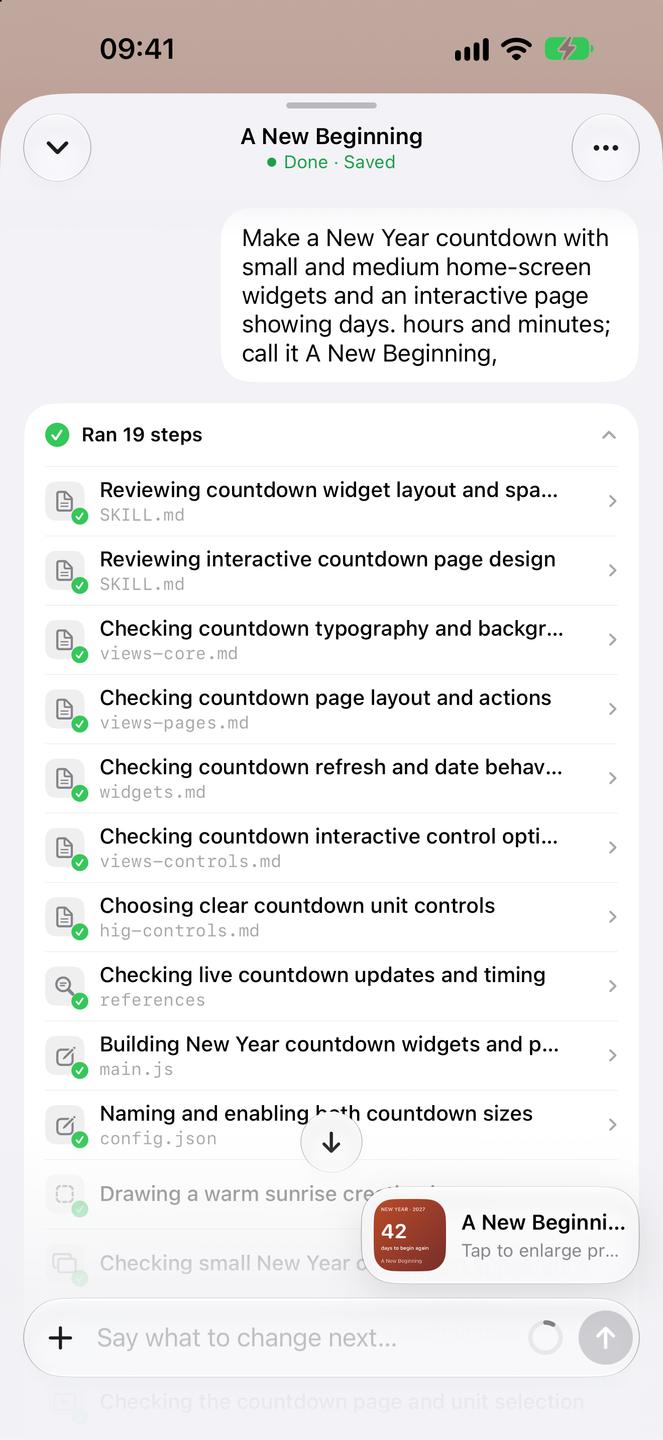 09:41
A New Beginning
Done · Saved
Make a New Year countdown with
small and medium home-screen
widgets and an interactive page
showing days. hours and minutes;
call it A New Beginning,
Ran 19 steps
Reviewing countdown widget layout and spa...
SKILL.md
Reviewing interactive countdown page design
SKILL.md
Checking countdown typography and backgr...
views-core.md
Checking countdown page layout and actions
views-pages.md
Checking countdown refresh and date behav...
widgets.md
Checking countdown interactive control opti...
views-controls.md
Choosing clear countdown unit controls
hig-controls.md
Checking live countdown updates and timing
references
Building New Year countdown widgets and p...
main.js
Naming and enabling both countdown sizes
config.json
Drawing a warm sunrise
NEW YEAR · 2027
42
days to begin again
A New Beginning
A New Beginni...
Tap to enlarge pr...
Checking small New Year
Say what to change next...
Checking the countdown page and unit selection